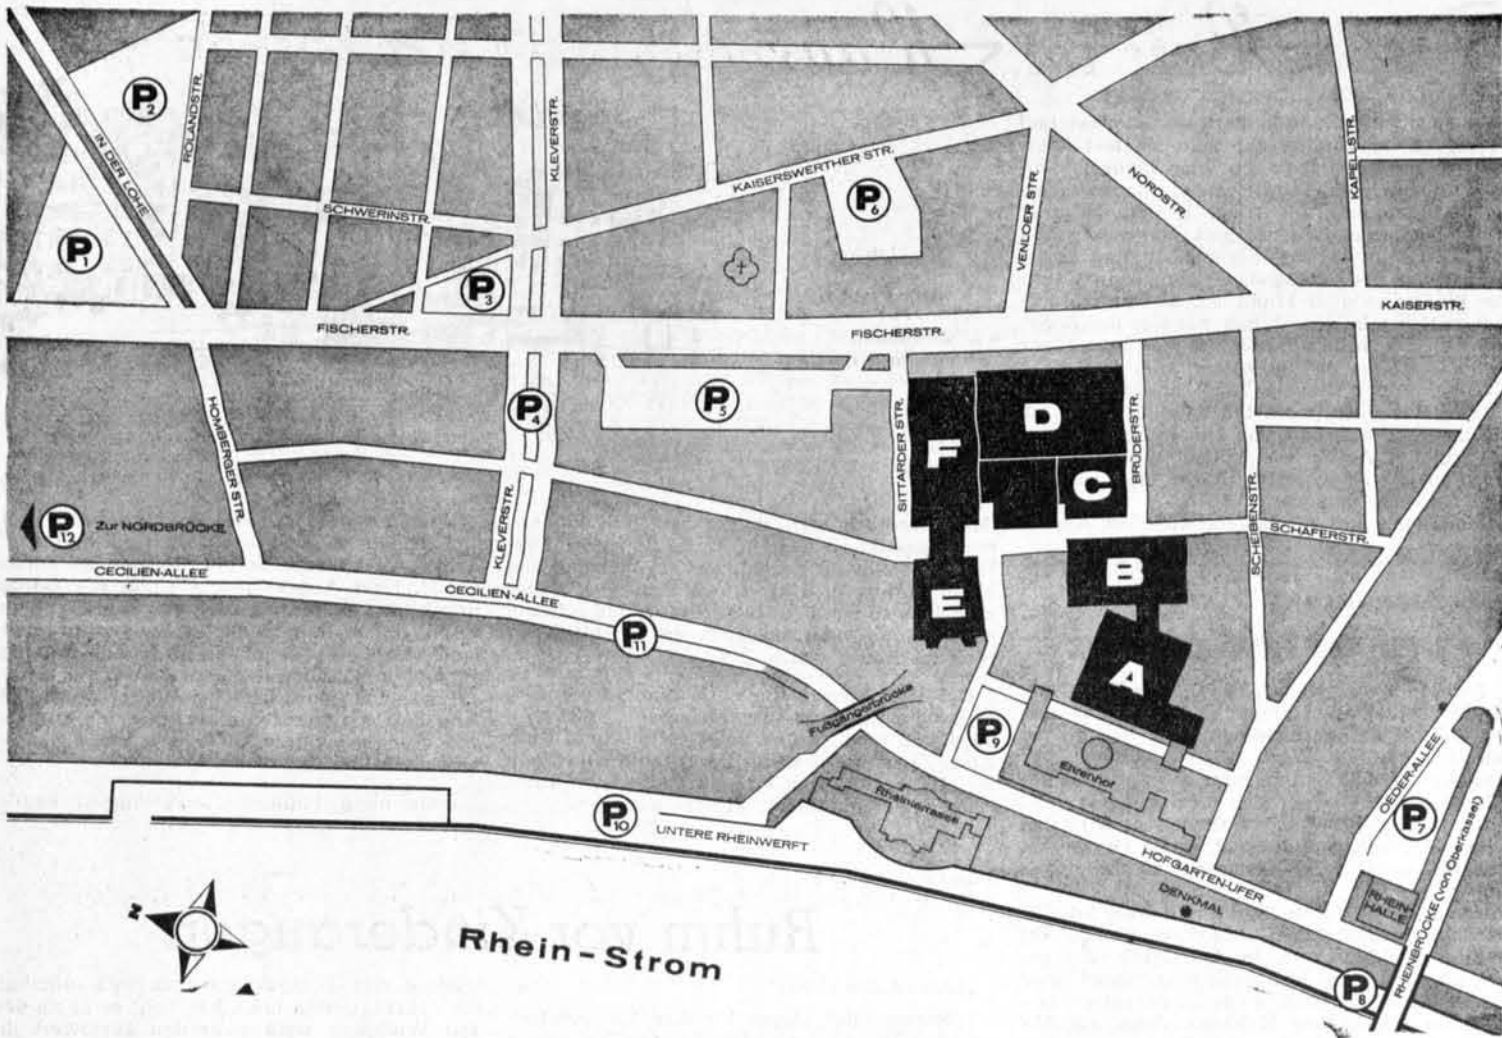 P2
ROLANDSTR.
IN DER LOHE
P1
SCHWERINSTR.
KLEVERSTR.
P3
KAISERSWERTHER STR.
P6
VENLOER STR.
NORDSTR.
KAPELLSTR.
KAISERSTR.
FISCHERSTR.
FISCHERSTR.
HOMBERGER STR.
P4
P5
SITTARDER STR.
F
D
C
BRÜDERSTR.
SCHEIBENSTR.
SCHÄFERSTR.
P12 Zur NORDBRÜCKE
KLEVERSTR.
CECILIEN-ALLEE
CECILIEN-ALLEE
P11
E
B
A
Fußgängerbrücke
P9
Ehrenhof
OEDER-ALLEE
P7
P10
UNTERE RHEINWERFT
Rheinterrasse
HOFGARTEN-UFER
DENKMAL
RHEIN-
HALLE
RHEINBRÜCKE (von Oberkassel)
P8
N
Rhein-Strom